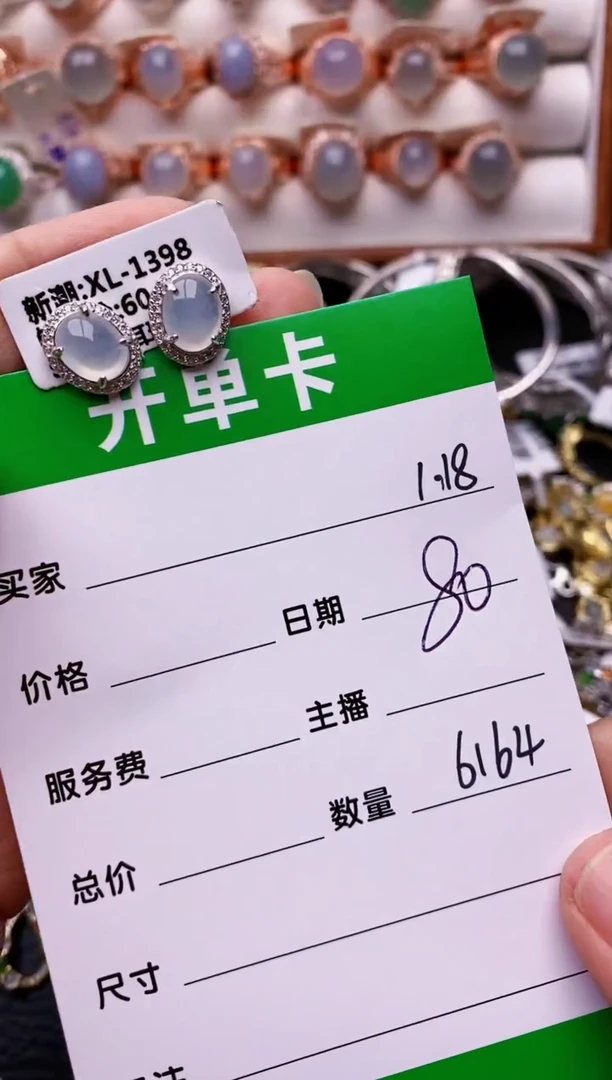 新潮:XL-1398
60
开单卡
1.18
买家
日期 80
价格
主播
服务费
数量 6164
总价
尺寸